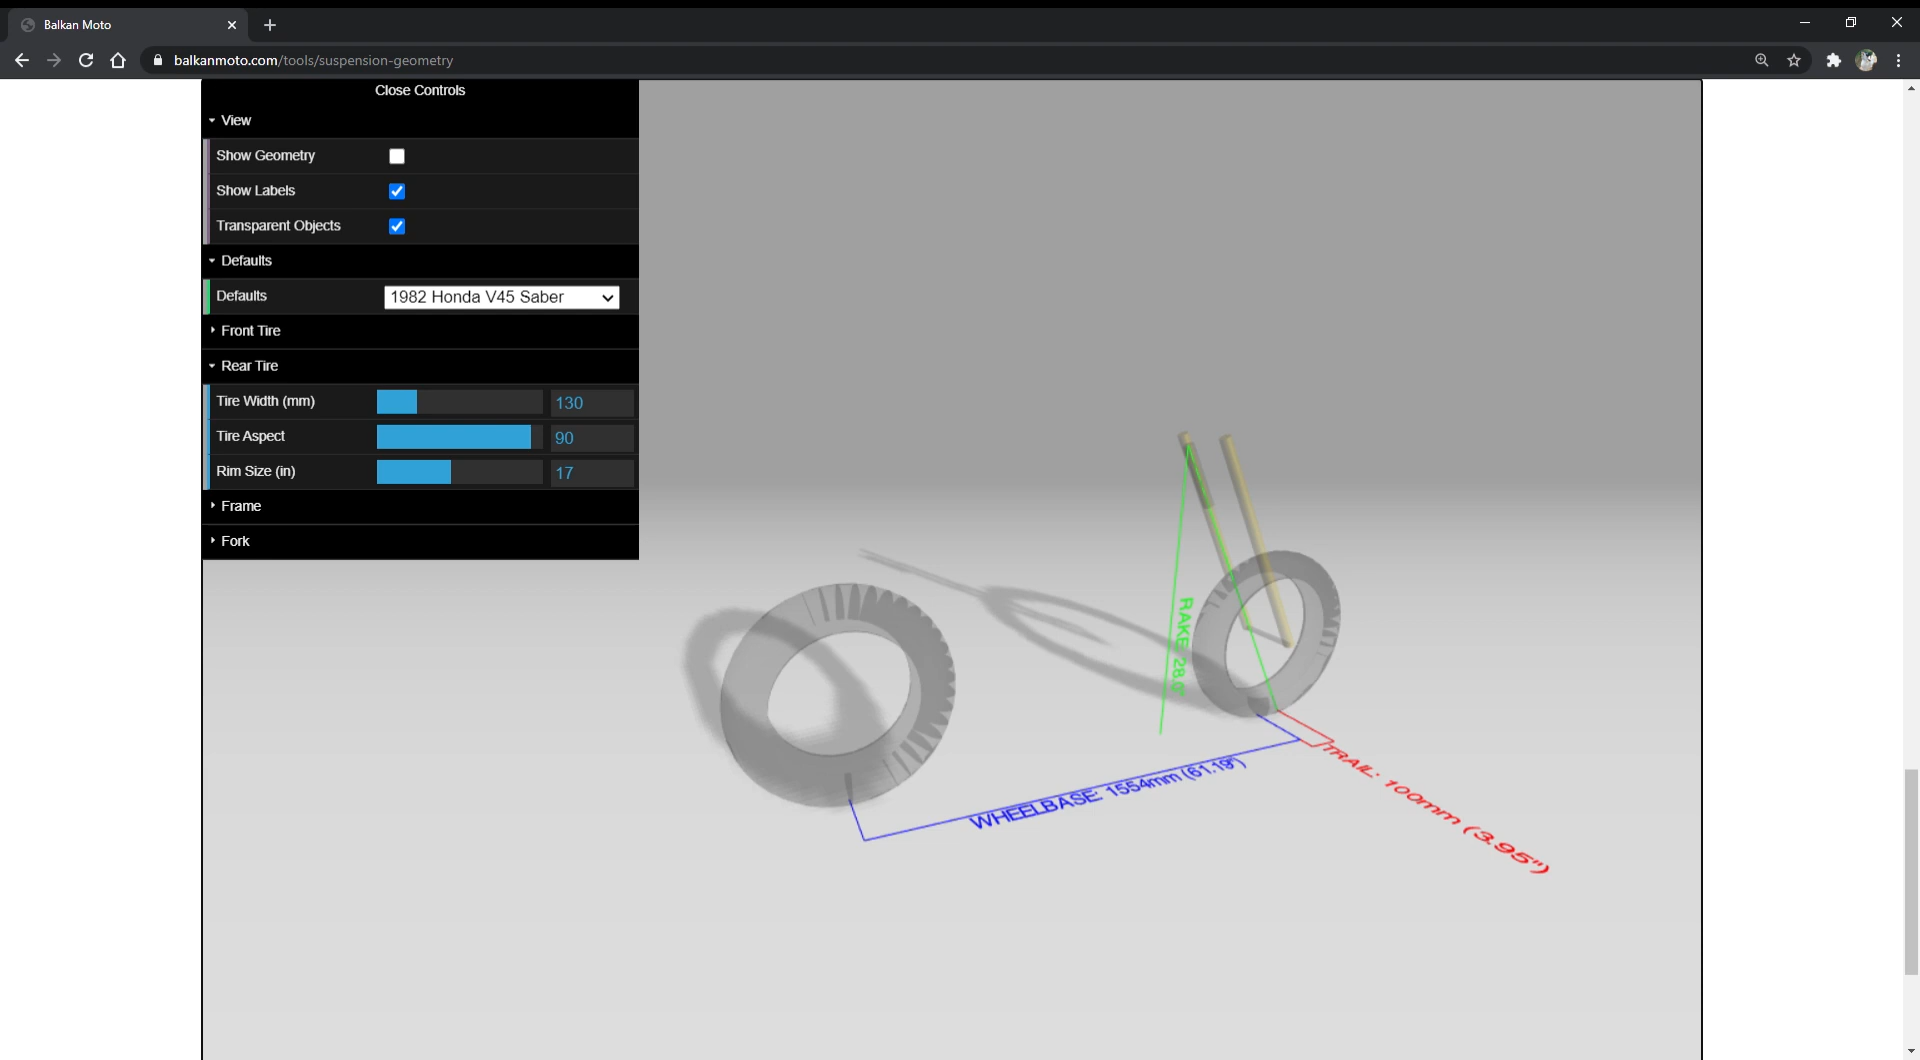 Balkan Moto
balkanmoto.com/tools/suspension-geometry
Close Controls
View
Show Geometry
Show Labels
Transparent Objects
Defaults
Defaults 1982 Honda V45 Saber
Front Tire
Rear Tire
Tire Width (mm) 130
Tire Aspect 90
Rim Size (in) 17
Frame
Fork
RAKE: 28.0°
WHEELBASE: 1554mm (61.19")
TRAIL: 100mm (3.95")